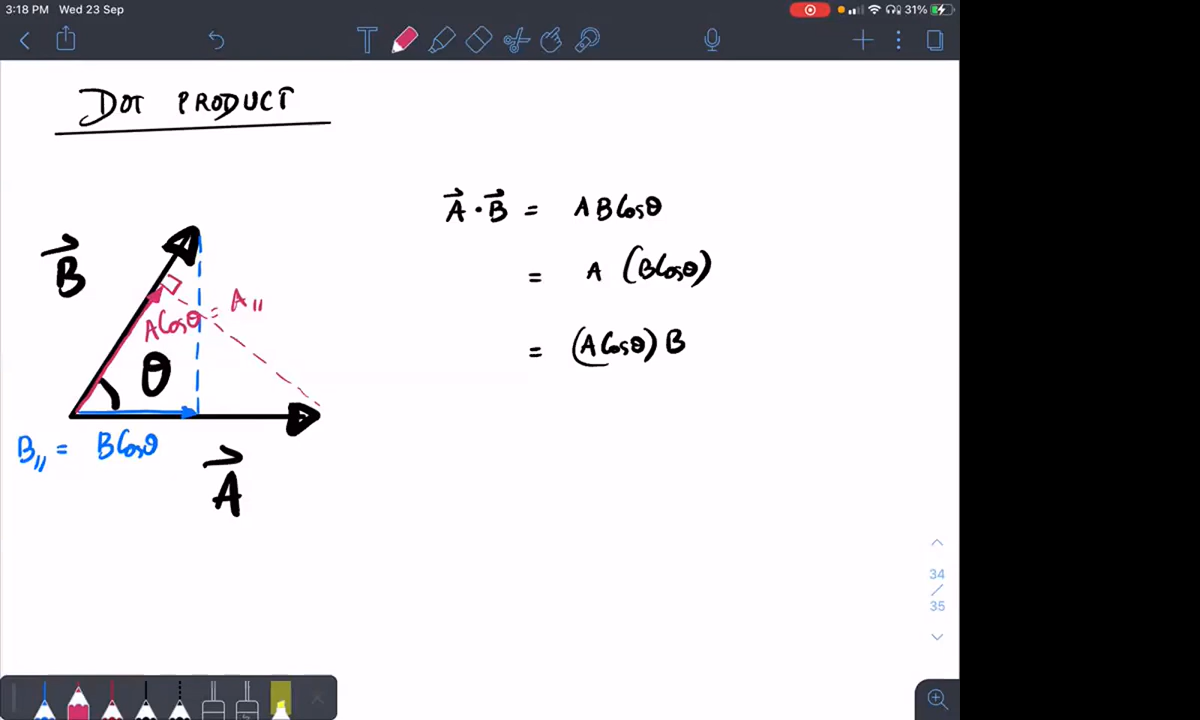 3:18 PM Wed 23 Sep
31%
T
DOT PRODUCT
B⃗
A⃗ · B⃗ = AB Cosθ
= A (B Cosθ)
= (A Cosθ) B
A Cosθ = A∥
θ
B∥ = B Cosθ
A⃗
34
/
35